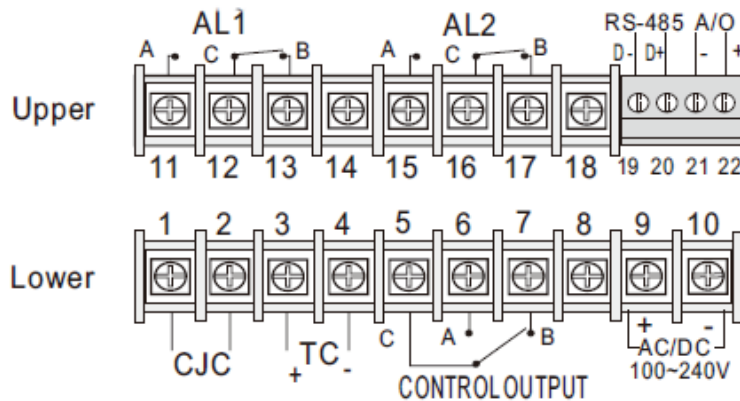 AL1 AL2 RS-485 A/O
A C B A C B D- D+ - +
Upper
11 12 13 14 15 16 17 18 19 20 21 22
1 2 3 4 5 6 7 8 9 10
Lower
C A B + -
CJC + TC - AC/DC
CONTROL OUTPUT 100~240V